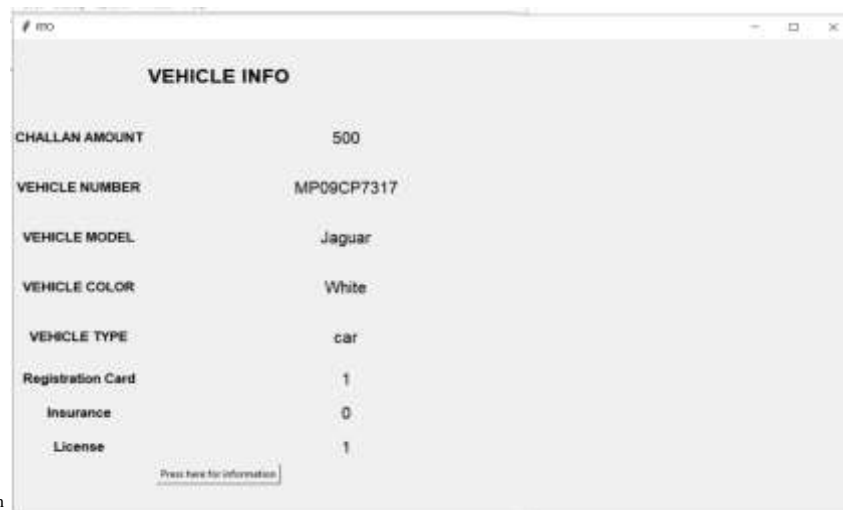 VEHICLE INFO
CHALLAN AMOUNT 500
VEHICLE NUMBER MP09CP7317
VEHICLE MODEL Jaguar
VEHICLE COLOR White
VEHICLE TYPE car
Registration Card 1
Insurance 0
License 1
Press here for information